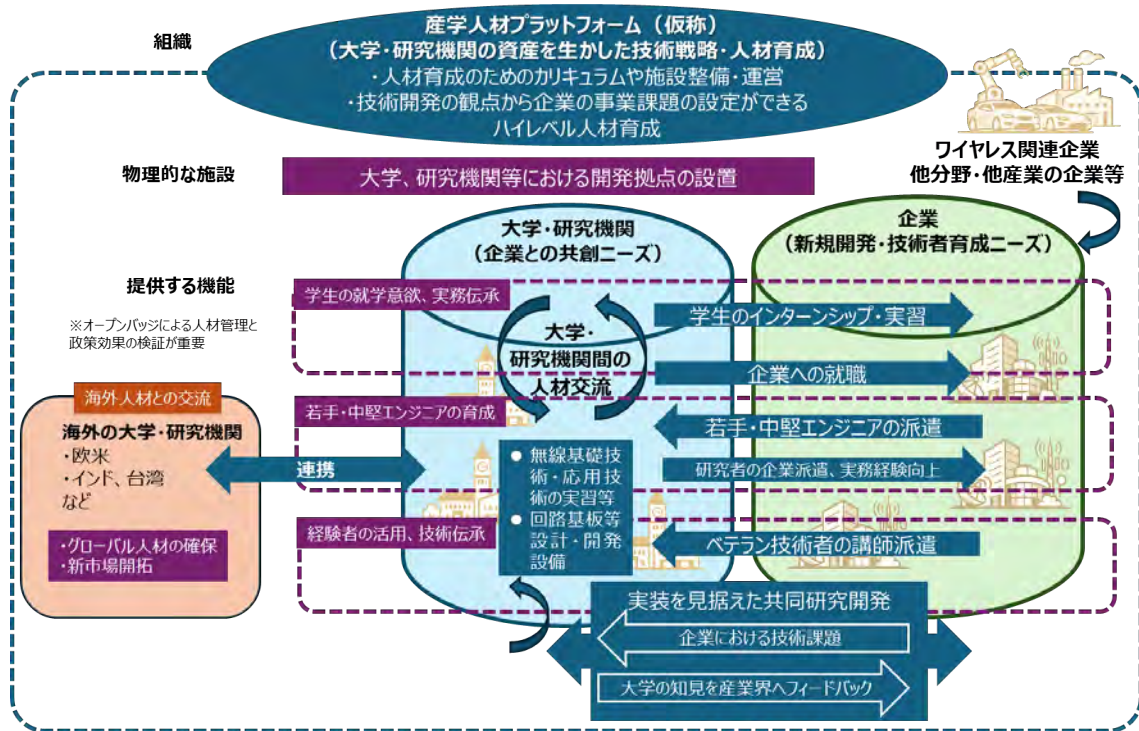 組織
産学人材プラットフォーム（仮称）
（大学・研究機関の資産を生かした技術戦略・人材育成）
・人材育成のためのカリキュラムや施設整備・運営
・技術開発の観点から企業の事業課題の設定ができる
ハイレベル人材育成
ワイヤレス関連企業
他分野・他産業の企業等
物理的な施設
大学、研究機関等における開発拠点の設置
大学・研究機関
（企業との共創ニーズ）
企業
（新規開発・技術者育成ニーズ）
提供する機能
※オープンバッジによる人材管理と
政策効果の検証が重要
学生の就学意欲、実務伝承
大学・
研究機関間の
人材交流
学生のインターンシップ・実習
企業への就職
海外人材との交流
海外の大学・研究機関
・欧米
・インド、台湾
など
・グローバル人材の確保
・新市場開拓
連携
若手・中堅エンジニアの育成
若手・中堅エンジニアの派遣
研究者の企業派遣、実務経験向上
● 無線基礎技
術・応用技
術の実習等
● 回路基板等
設計・開発
設備
経験者の活用、技術伝承
ベテラン技術者の講師派遣
実装を見据えた共同研究開発
企業における技術課題
大学の知見を産業界へフィードバック